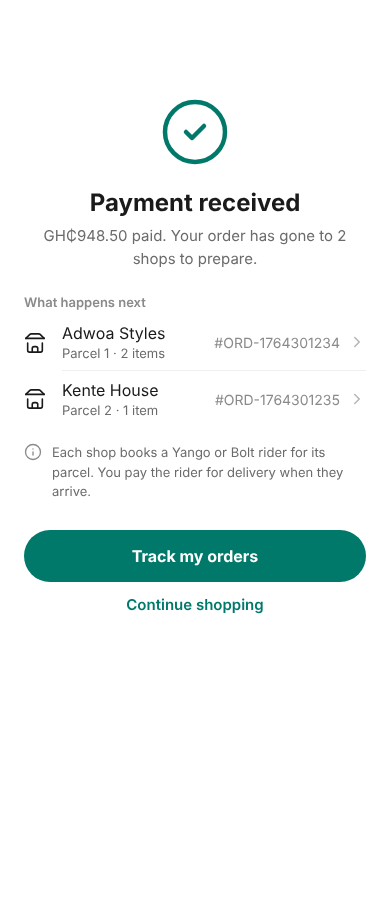 Payment received
GH₵948.50 paid. Your order has gone to 2
shops to prepare.
What happens next
Adwoa Styles
#ORD-1764301234
Parcel 1 · 2 items
Kente House
#ORD-1764301235
Parcel 2 · 1 item
Each shop books a Yango or Bolt rider for its
parcel. You pay the rider for delivery when they
arrive.
Track my orders
Continue shopping